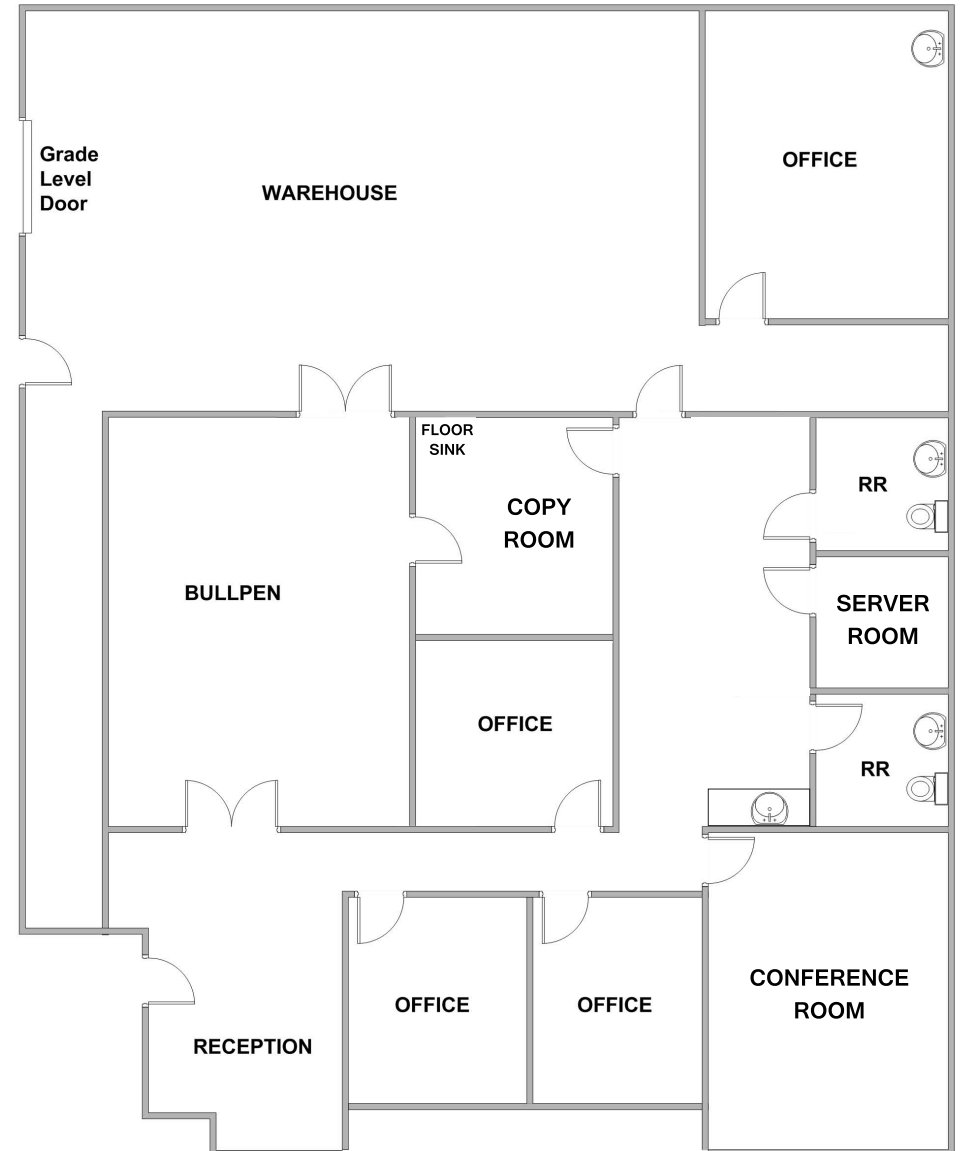 Grade
Level
Door
WAREHOUSE
OFFICE
FLOOR
SINK
COPY
ROOM
RR
BULLPEN
SERVER
ROOM
OFFICE
RR
CONFERENCE
ROOM
OFFICE
OFFICE
RECEPTION